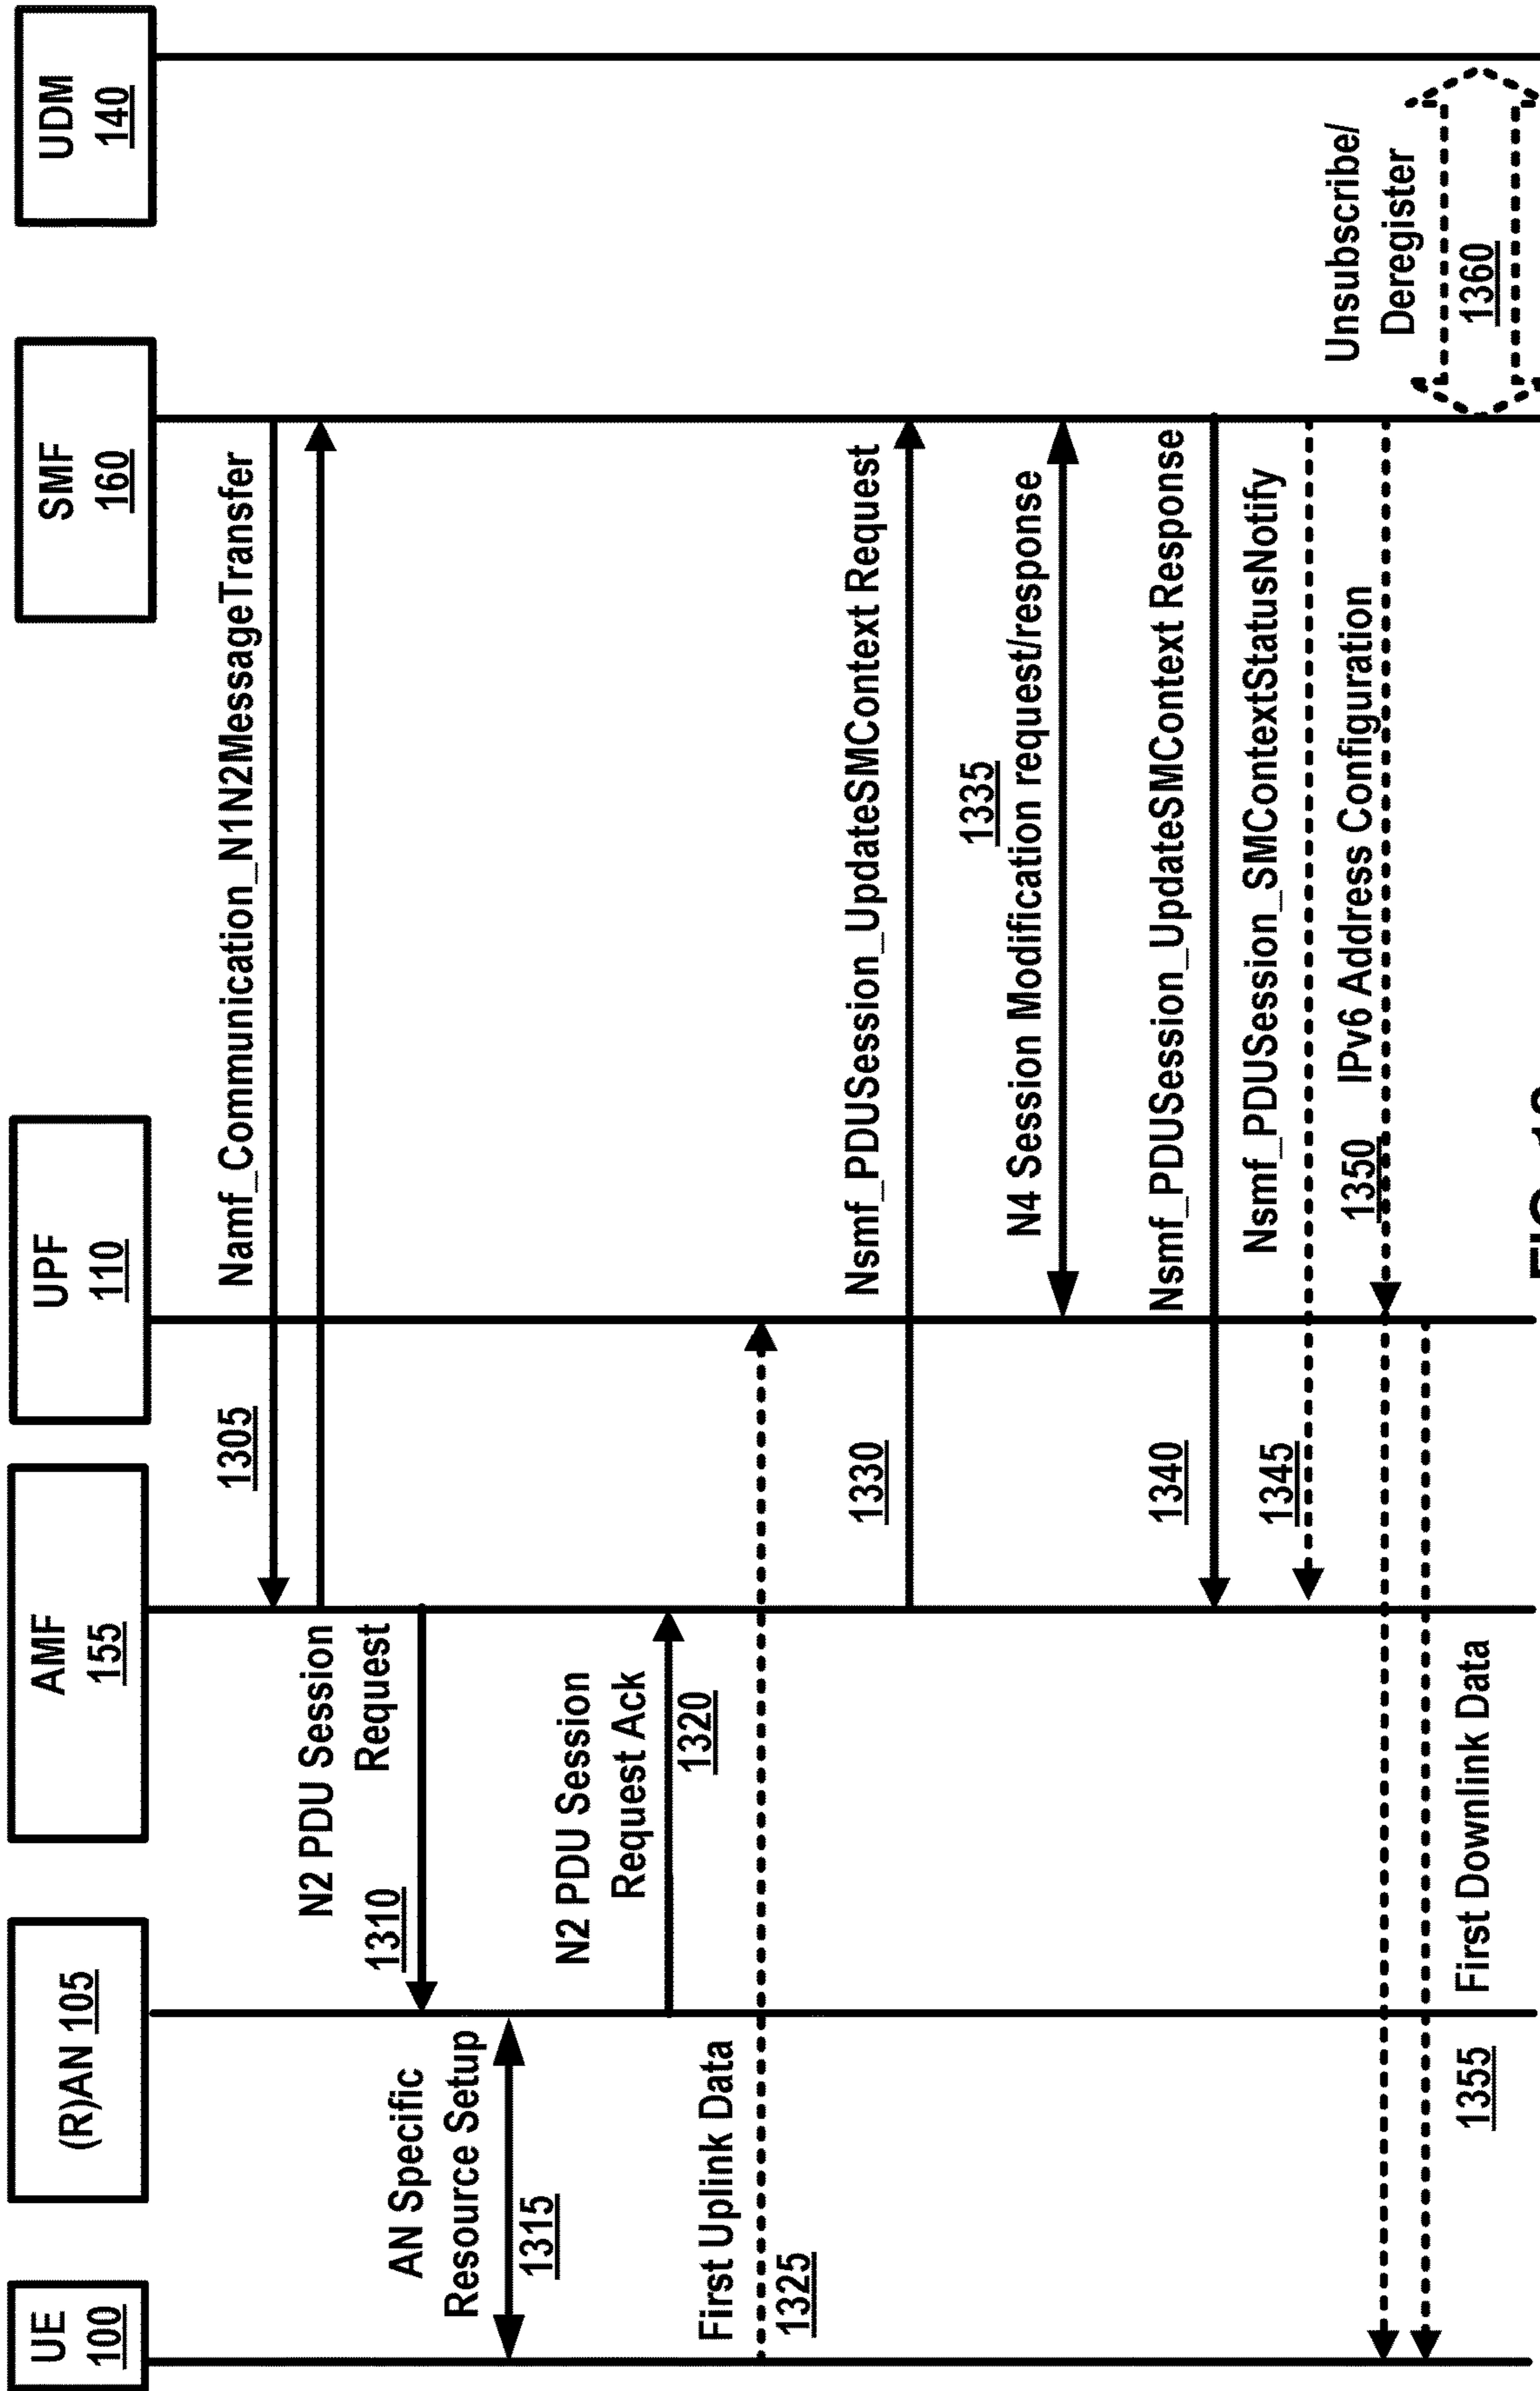 UE
100
(R)AN 105
AMF
155
UPF
110
SMF
160
UDM
140
1305
Namf_Communication_N1N2MessageTransfer
N2 PDU Session
Request
1310
AN Specific
Resource Setup
1315
N2 PDU Session
Request Ack
1320
First Uplink Data
1325
1330
Nsmf_PDUSession_UpdateSMContext Request
1335
N4 Session Modification request/response
1340
Nsmf_PDUSession_UpdateSMContext Response
1345
Nsmf_PDUSession_SMContextStatusNotify
1350
IPv6 Address Configuration
First Downlink Data
1355
Unsubscribe/
Deregister
1360